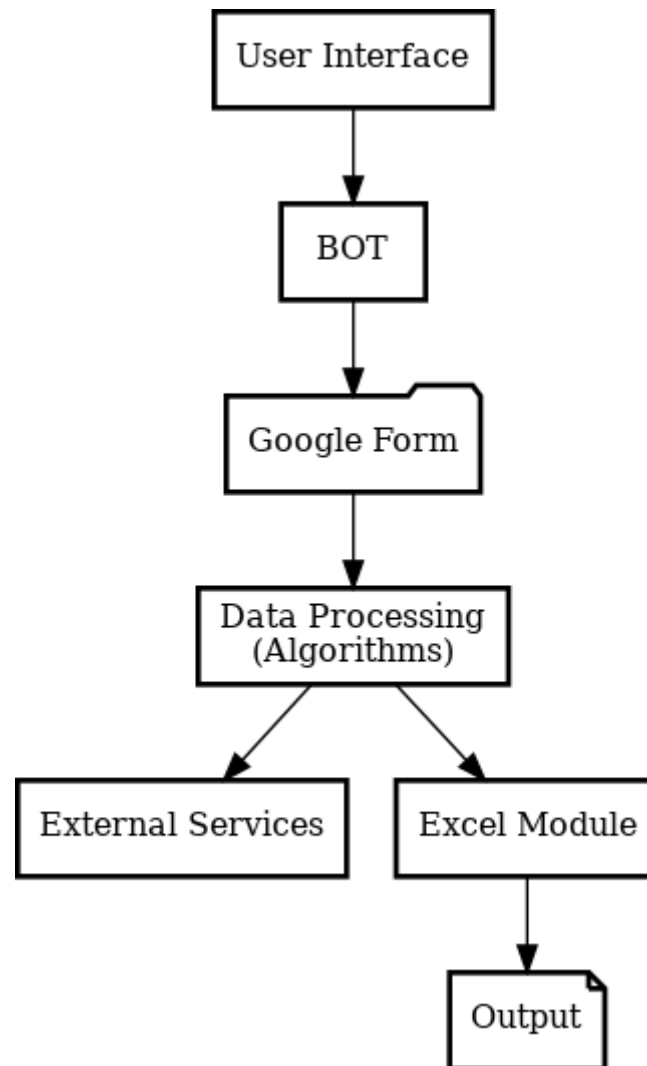 User Interface
BOT
Google Form
Data Processing
(Algorithms)
External Services
Excel Module
Output